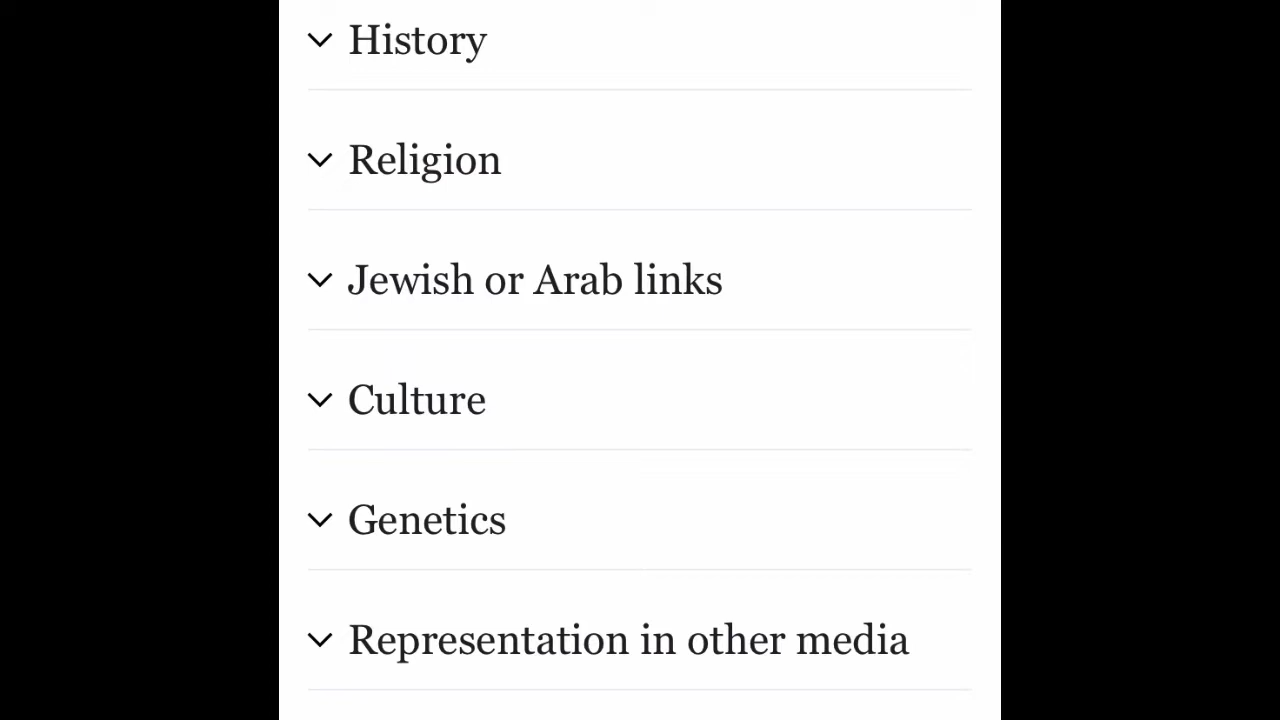 History
Religion
Jewish or Arab links
Culture
Genetics
Representation in other media